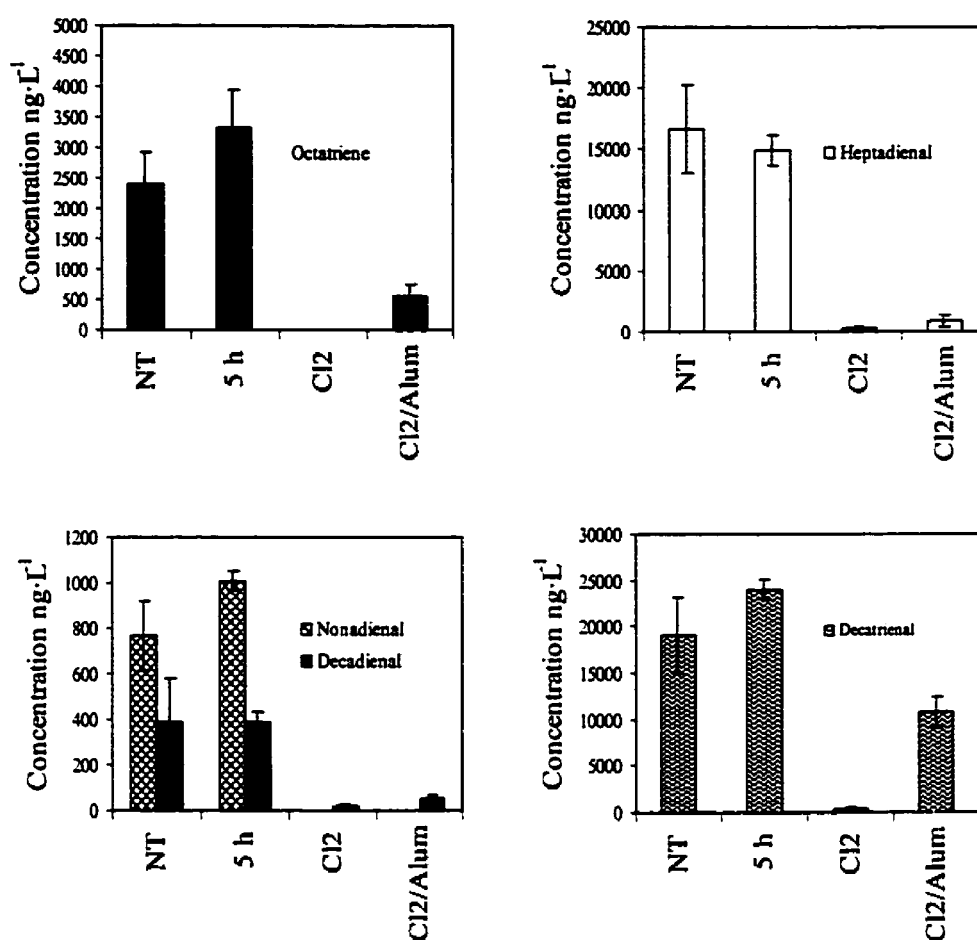 5000
4500
4000
3500
3000
2500
2000
1500
1000
500
0
Concentration ng·L-1
Octatriene
NT
5 h
Cl2
Cl2/Alum
25000
20000
15000
10000
5000
0
Concentration ng·L-1
Heptadienal
NT
5 h
Cl2
Cl2/Alum
1200
1000
800
600
400
200
0
Concentration ng·L-1
Nonadienal
Decadienal
NT
5 h
Cl2
Cl2/Alum
30000
25000
20000
15000
10000
5000
0
Concentration ng·L-1
Decatrienal
NT
5 h
Cl2
Cl2/Alum